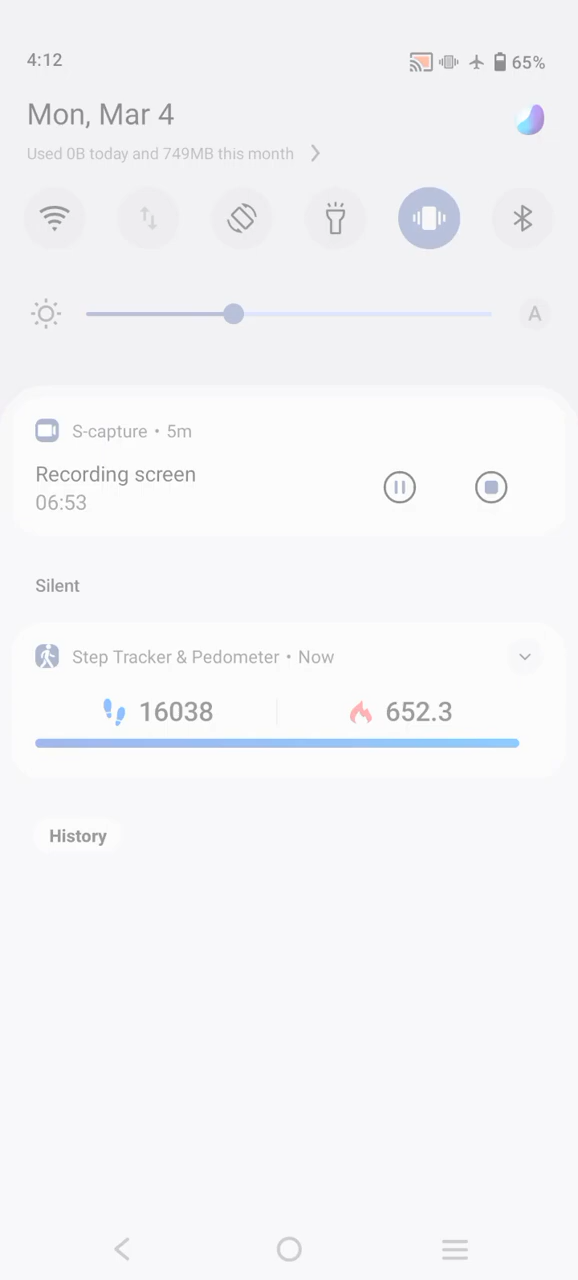 4:12
65%
Mon, Mar 4
Used 0B today and 749MB this month
A
S-capture • 5m
Recording screen
06:53
Silent
Step Tracker & Pedometer • Now
16038
652.3
History